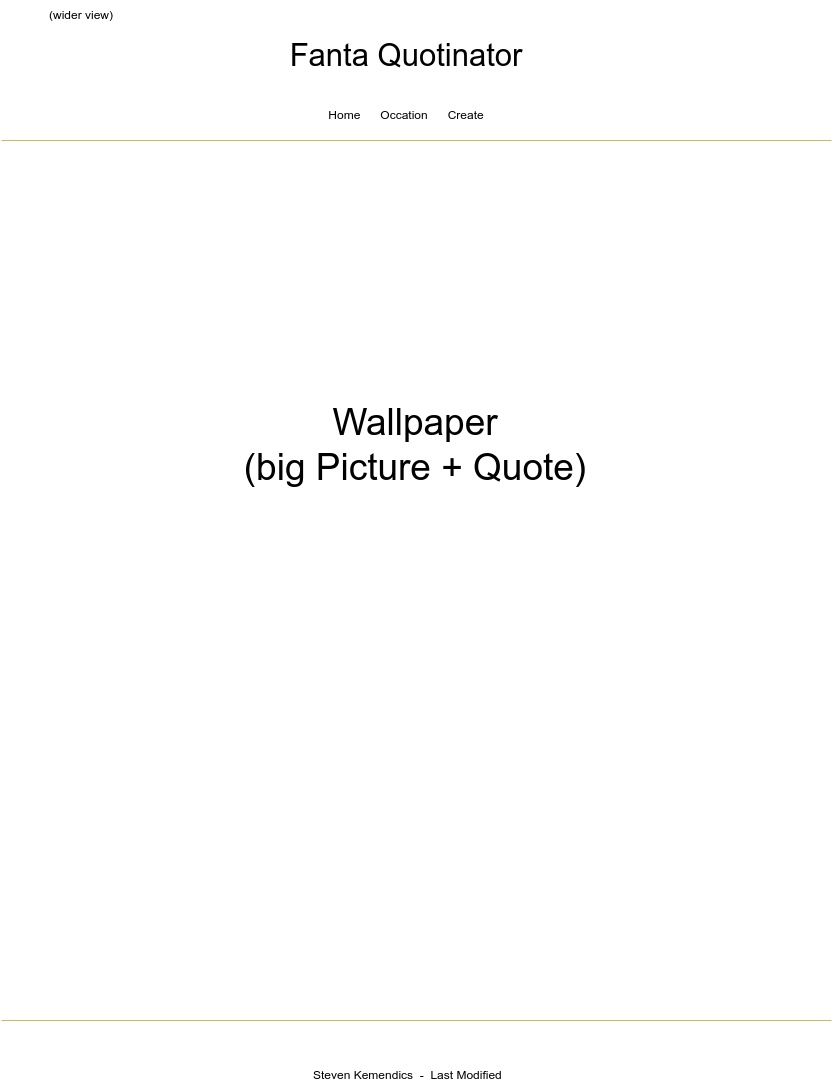 (wider view)
Fanta Quotinator
Home Occation Create
Wallpaper
(big Picture + Quote)
Steven Kemendics - Last Modified